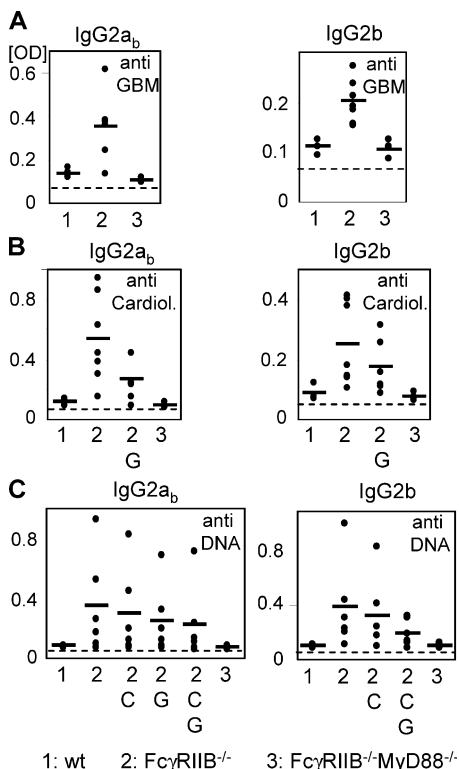 A
IgG2ab
IgG2b
[OD]
0.6
0.4
0.2
0
anti
GBM
1 2 3
0.2
0.1
0
anti
GBM
1 2 3
B
IgG2ab
IgG2b
0.8
0.4
0
anti
Cardiol.
1 2 2 3
G
0.4
0.2
0
anti
Cardiol.
1 2 2 3
G
C
IgG2ab
IgG2b
0.8
0.4
0
anti
DNA
1 2 2 2 2 3
C G C
G
0.8
0.4
0
anti
DNA
1 2 2 2 3
C C
G
1: wt 2: FcγRIIB-/- 3: FcγRIIB-/-MyD88-/-